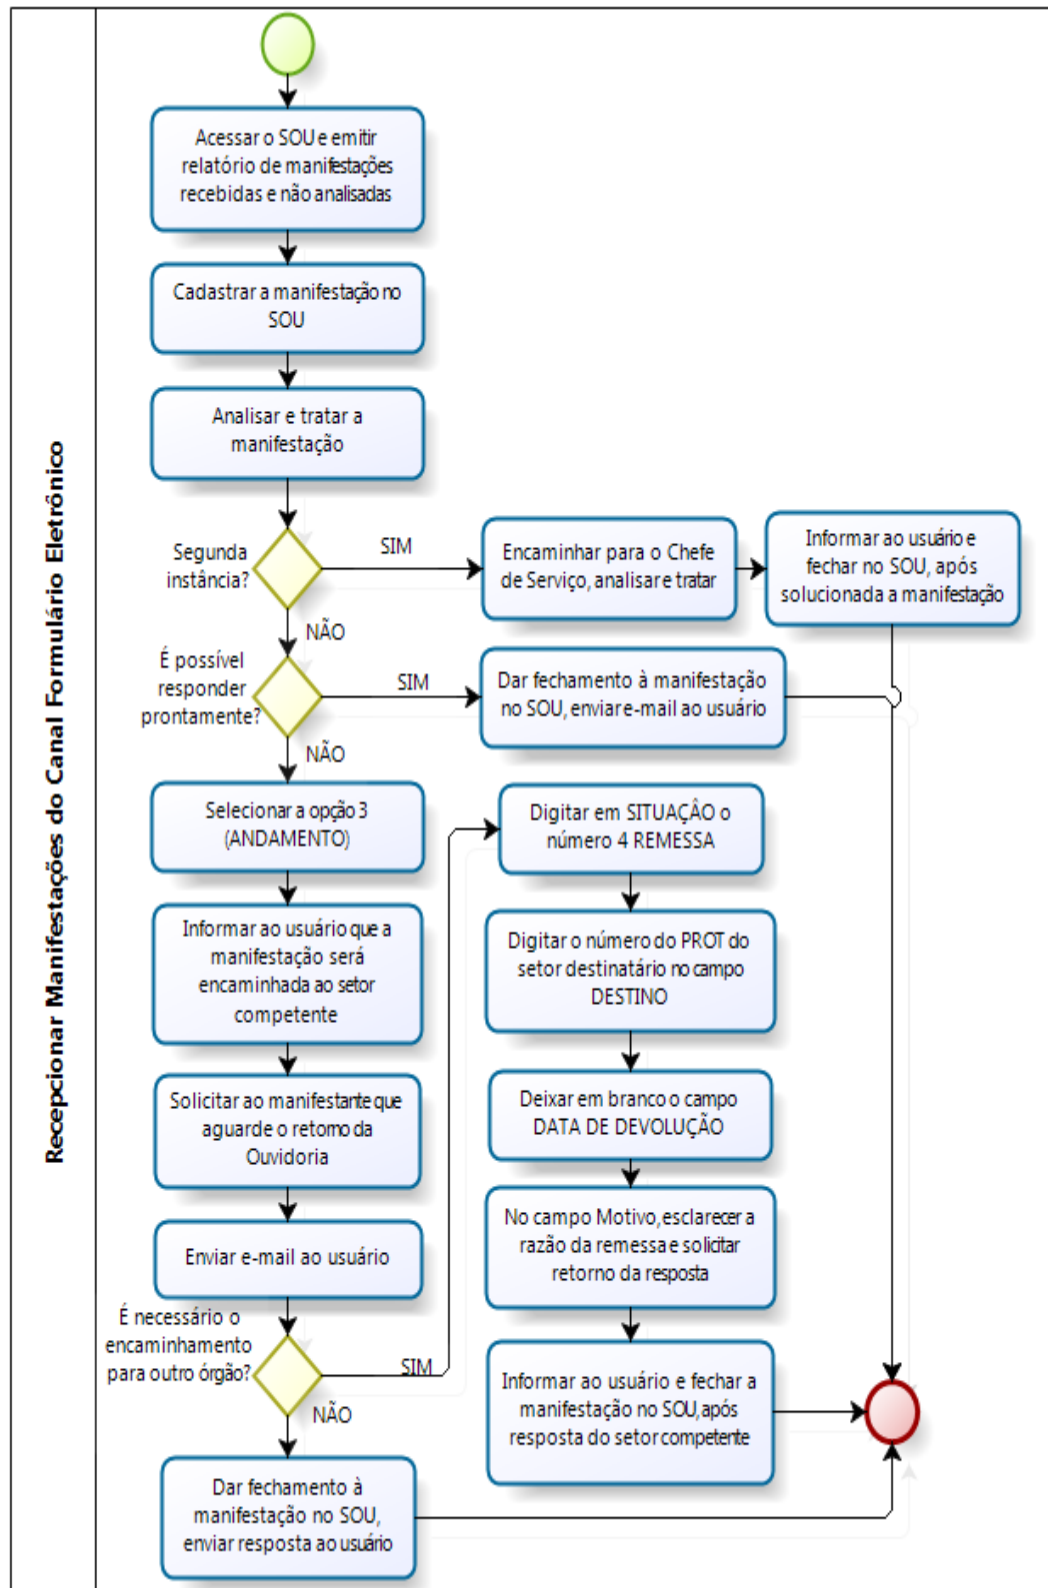 Recepcionar Manifestações do Canal Formulário Eletrônico
Acessar o SOU e emitir
relatório de manifestações
recebidas e não analisadas
Cadastrar a manifestação no
SOU
Analisar e tratar a
manifestação
Segunda
instância?
SIM
Encaminhar para o Chefe
de Serviço, analisar e tratar
Informar ao usuário e
fechar no SOU, após
solucionada a manifestação
NÃO
É possível
responder
prontamente?
SIM
Dar fechamento à manifestação
no SOU, enviar e-mail ao usuário
NÃO
Selecionar a opção 3
(ANDAMENTO)
Informar ao usuário que a
manifestação será
encaminhada ao setor
competente
Solicitar ao manifestante que
aguarde o retorno da
Ouvidoria
Enviar e-mail ao usuário
É necessário o
encaminhamento
para outro órgão?
SIM
Digitar em SITUAÇÂO o
número 4 REMESSA
Digitar o número do PROT do
setor destinatário no campo
DESTINO
Deixar em branco o campo
DATA DE DEVOLUÇÃO
No campo Motivo, esclarecer a
razão da remessa e solicitar
retorno da resposta
Informar ao usuário e fechar a
manifestação no SOU, após
resposta do setor competente
NÃO
Dar fechamento à
manifestação no SOU,
enviar resposta ao usuário